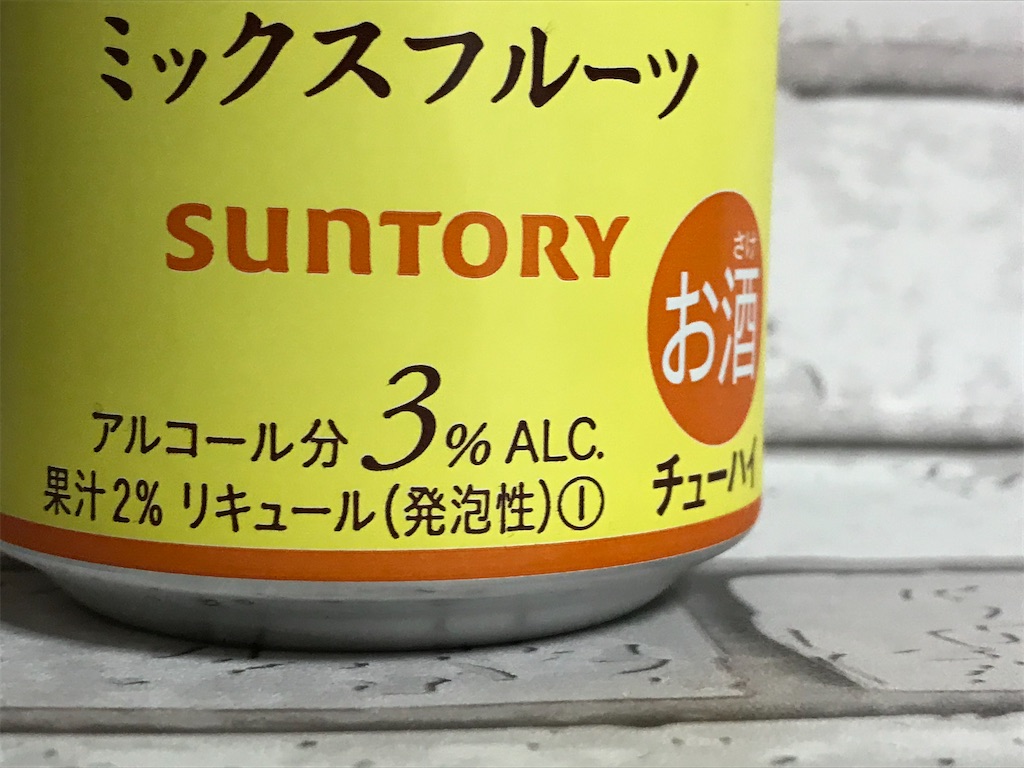 ミックスフルーツ
SUNTORY
さけ
お酒
アルコール分 3% ALC.
果汁2% リキュール(発泡性)①
チューハイ